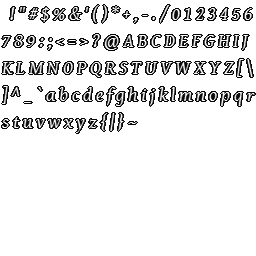 !"#$%&'()*+,-./0123456
789:;<=>?@ABCDEFGHIJ
KLMNOPQRSTUVWXYZ[\
]^_`abcdefghijklmnopqr
stuvwxyz{|}~